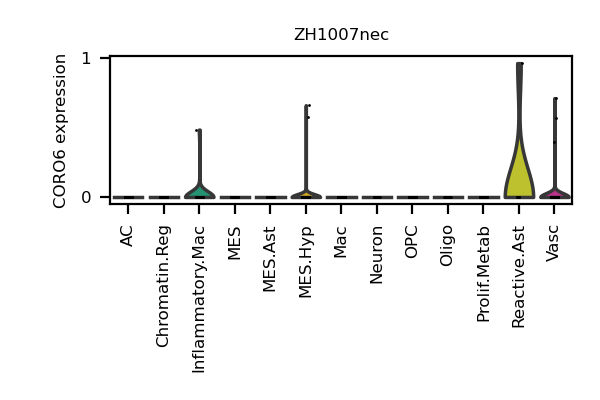 ZH1007nec
CORO6 expression
1
0
AC
Chromatin.Reg
Inflammatory.Mac
MES
MES.Ast
MES.Hyp
Mac
Neuron
OPC
Oligo
Prolif.Metab
Reactive.Ast
Vasc